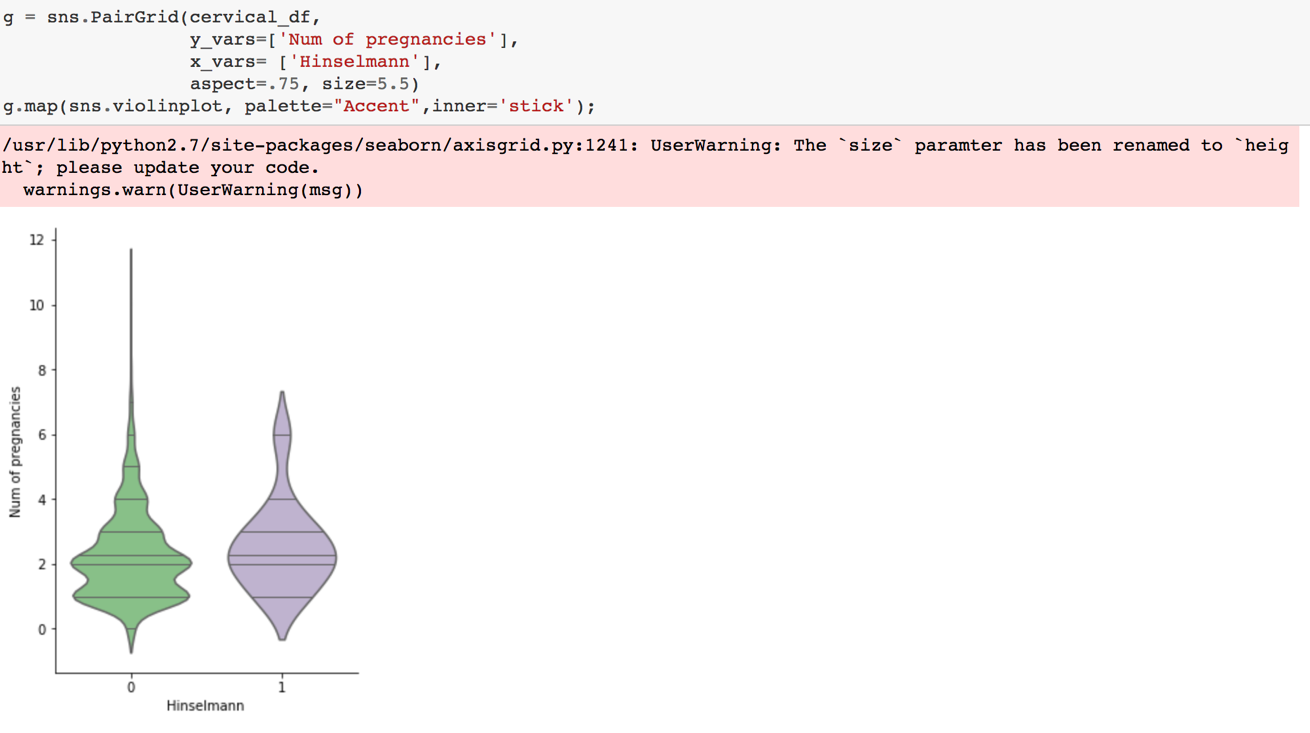 g = sns.PairGrid(cervical_df,
y_vars=['Num of pregnancies'],
x_vars= ['Hinselmann'],
aspect=.75, size=5.5)
g.map(sns.violinplot, palette="Accent",inner='stick');
/usr/lib/python2.7/site-packages/seaborn/axisgrid.py:1241: UserWarning: The `size` paramter has been renamed to `heig
ht`; please update your code.
warnings.warn(UserWarning(msg))
12
10
8
6
4
2
0
Num of pregnancies
0 1
Hinselmann